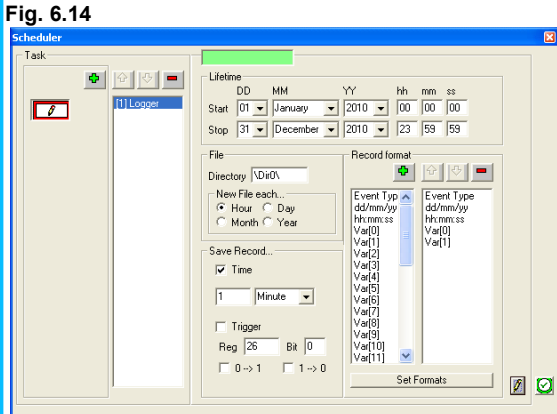 Fig. 6.14
Scheduler
Task
[1] Logger
Lifetime
DD MM YY hh mm ss
Start 01 January 2010 00 00 00
Stop 31 December 2010 23 59 59
File
Directory \Dir0\
New File each...
Hour Day
Month Year
Save Record...
Time
1 Minute
Trigger
Reg 26 Bit 0
0 --> 1 1 --> 0
Record format
Event Typ
dd/mm/yy
hh:mm:ss
Var[0]
Var[1]
Var[2]
Var[3]
Var[4]
Var[5]
Var[6]
Var[7]
Var[8]
Var[9]
Var[10]
Var[11]
Event Type
dd/mm/yy
hh:mm:ss
Var[0]
Var[1]
Set Formats